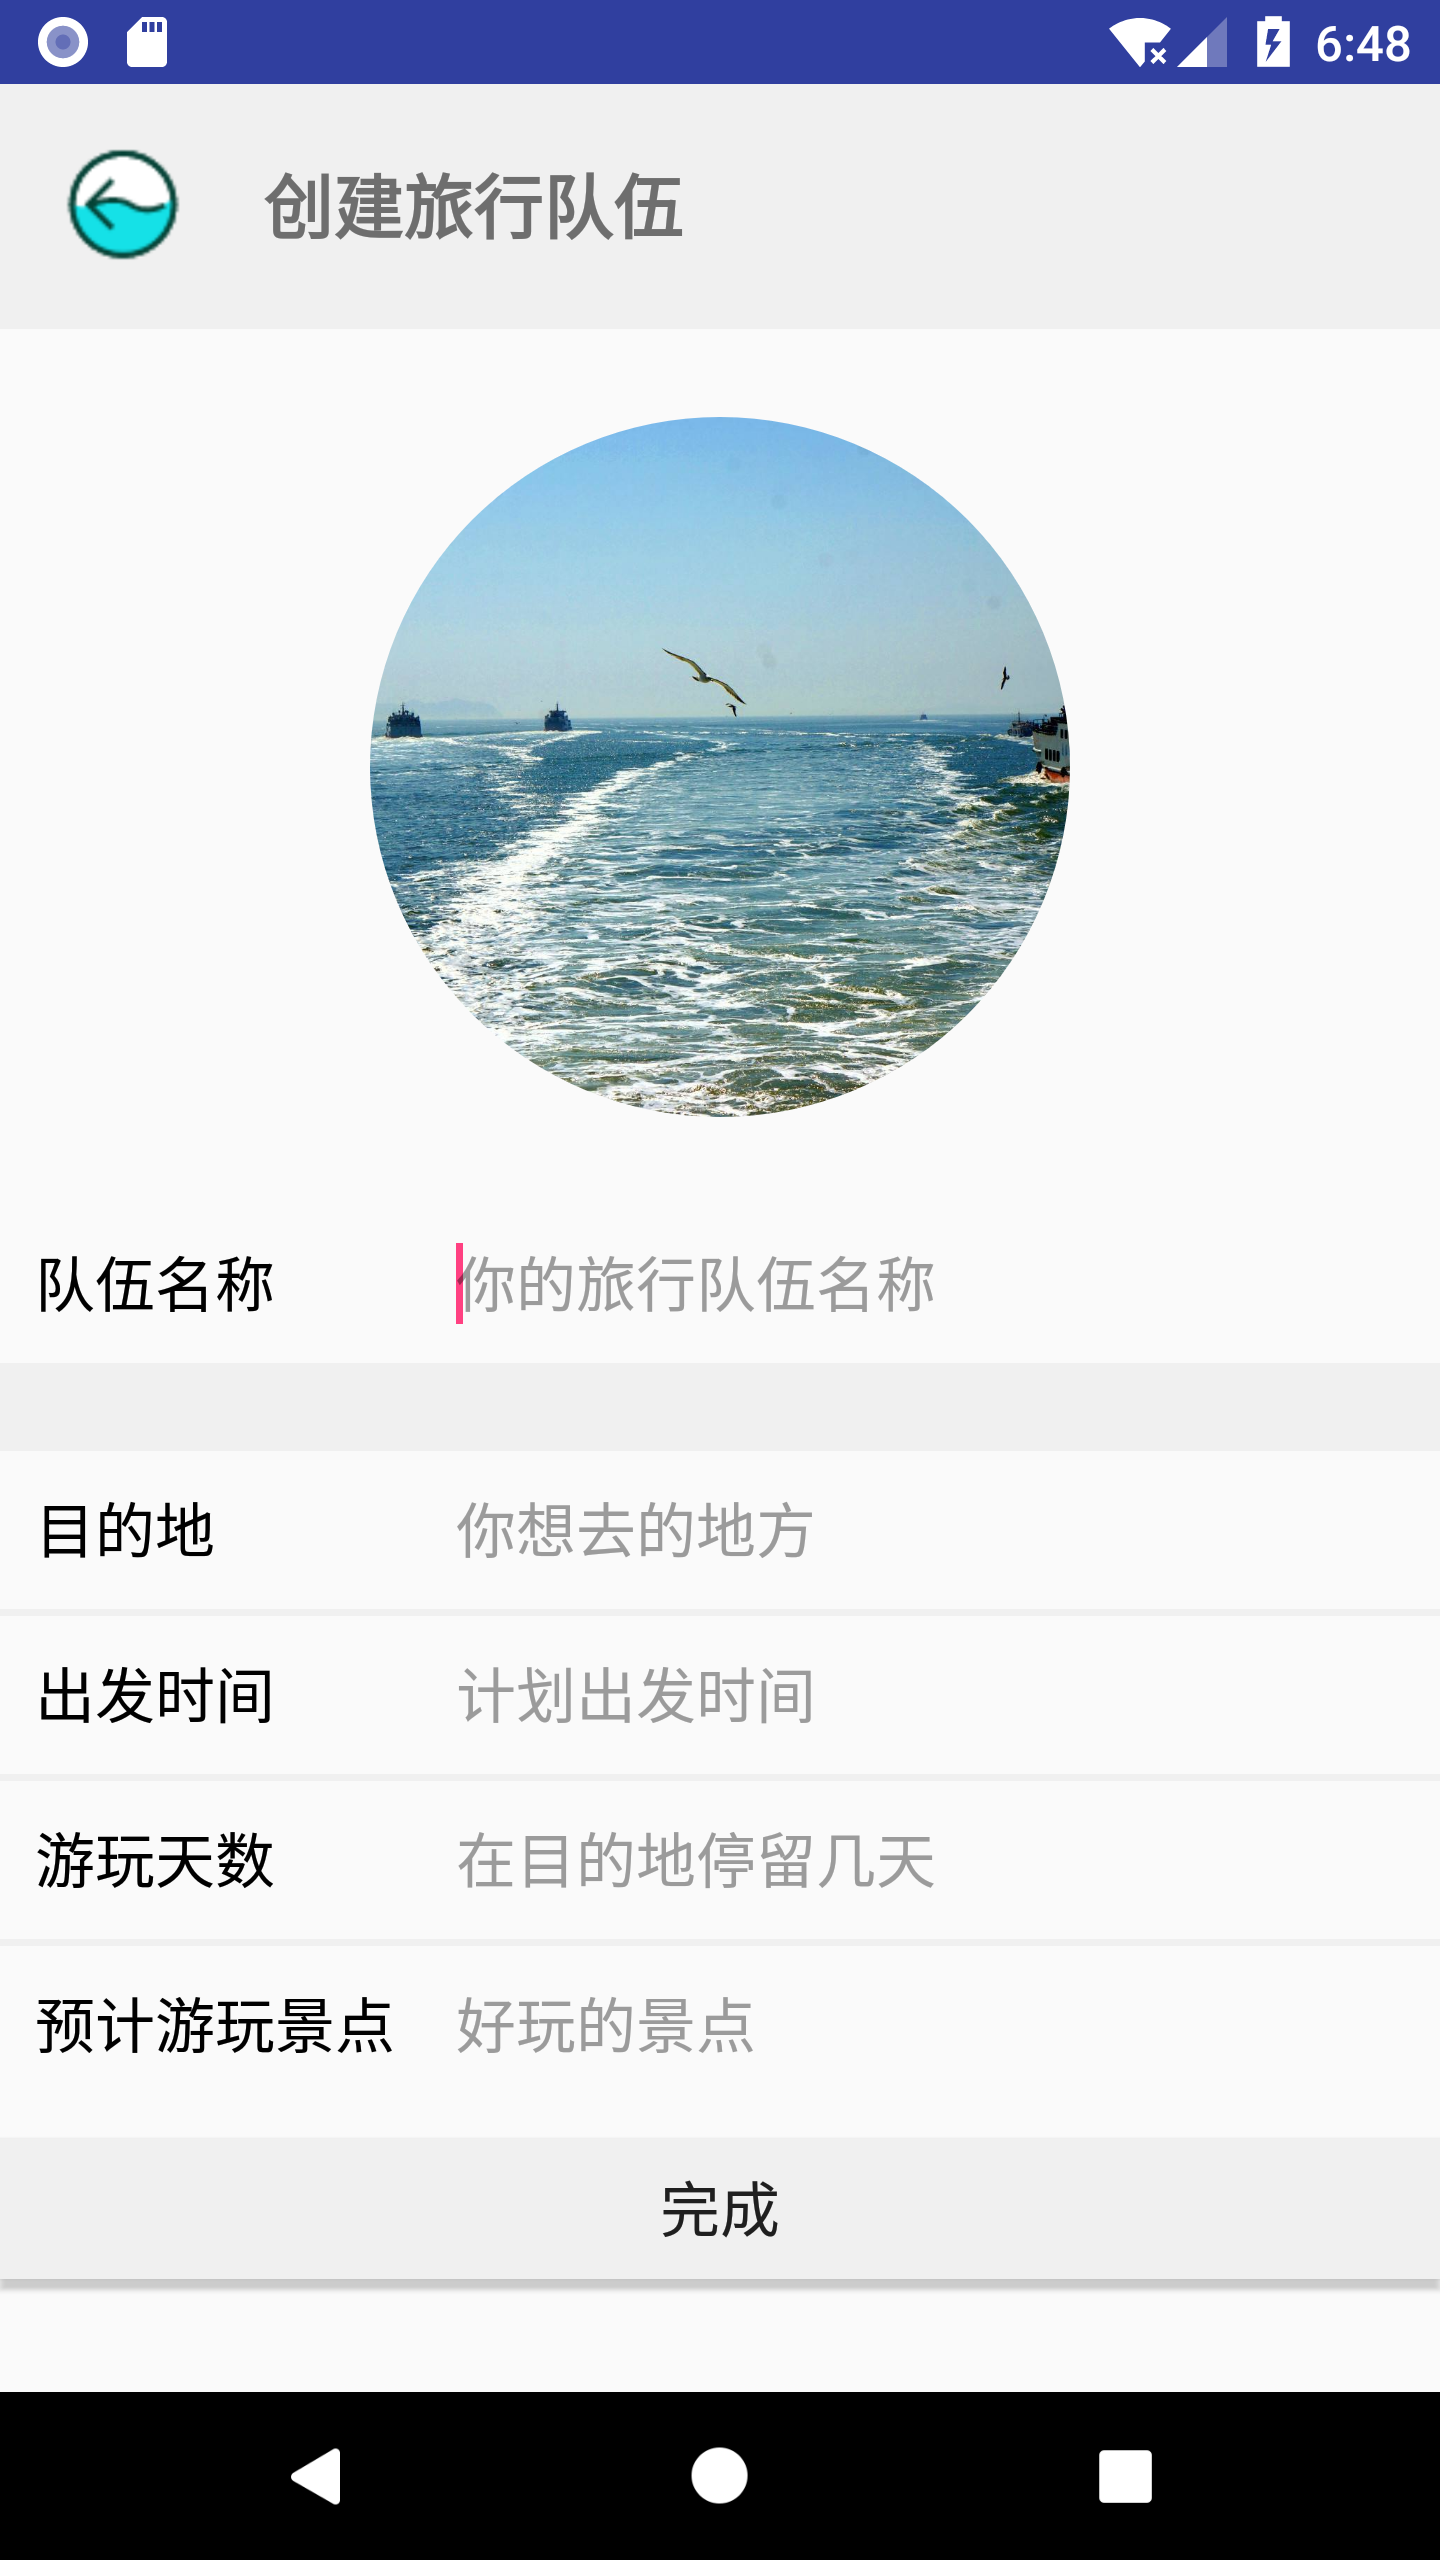 6:48
创建旅行队伍
队伍名称 你的旅行队伍名称
目的地 你想去的地方
出发时间 计划出发时间
游玩天数 在目的地停留几天
预计游玩景点 好玩的景点
完成